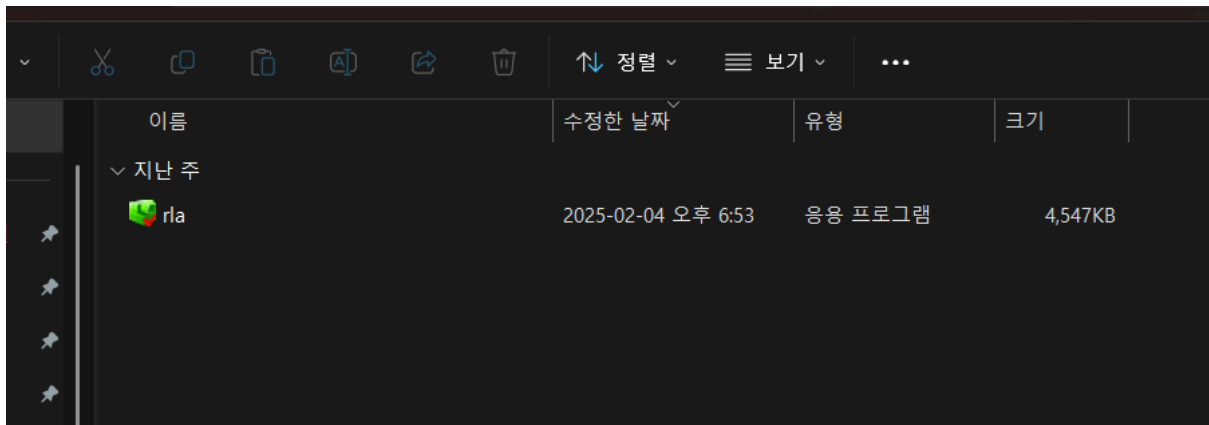 정렬 보기
이름 수정한 날짜 유형 크기
지난 주
rla 2025-02-04 오후 6:53 응용 프로그램 4,547KB